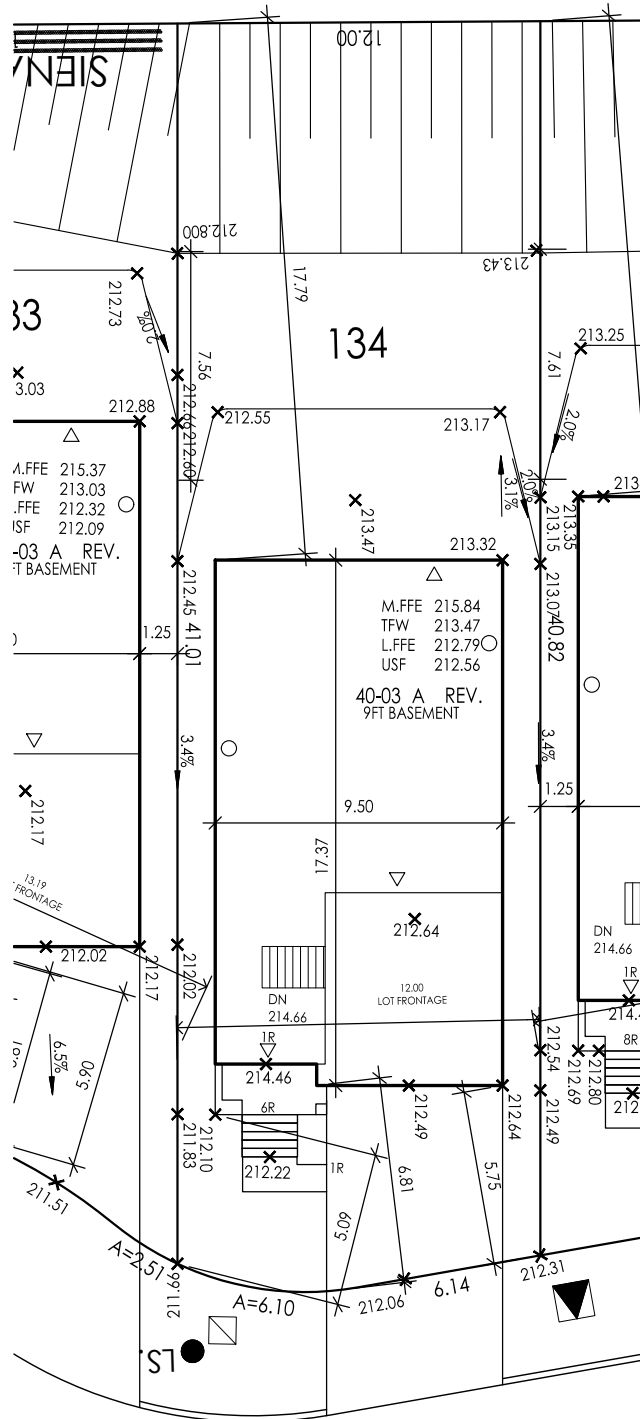 12.00
SIENA
212.800
213.43
17.79
212.73
2.0%
134
213.25
3.03
7.56
7.61
212.66
212.60
2.0%
212.88
212.55
213.17
M.FFE 215.37
FW 213.03
.FFE 212.32
USF 212.09
-03 A REV.
FT BASEMENT
3.1%
2.0%
213.15
213.35
213.47
213.32
212.45
213.07
M.FFE 215.84
TFW 213.47
L.FFE 212.79
USF 212.56
40-03 A REV.
9FT BASEMENT
1.25
41.01
40.82
3.4%
3.4%
1.25
212.17
9.50
17.37
13.19
FRONTAGE
212.64
212.02
212.17
212.02
DN
214.66
12.00
LOT FRONTAGE
DN
214.66
1R
1R
214.46
6.5%
5.90
212.54
212.69
212.80
8R
6R
211.83
212.10
212.49
212.64
212.49
212.22
1R
6.81
5.75
211.51
5.09
A=2.51
211.66
A=6.10
212.06
6.14
212.31
LS.